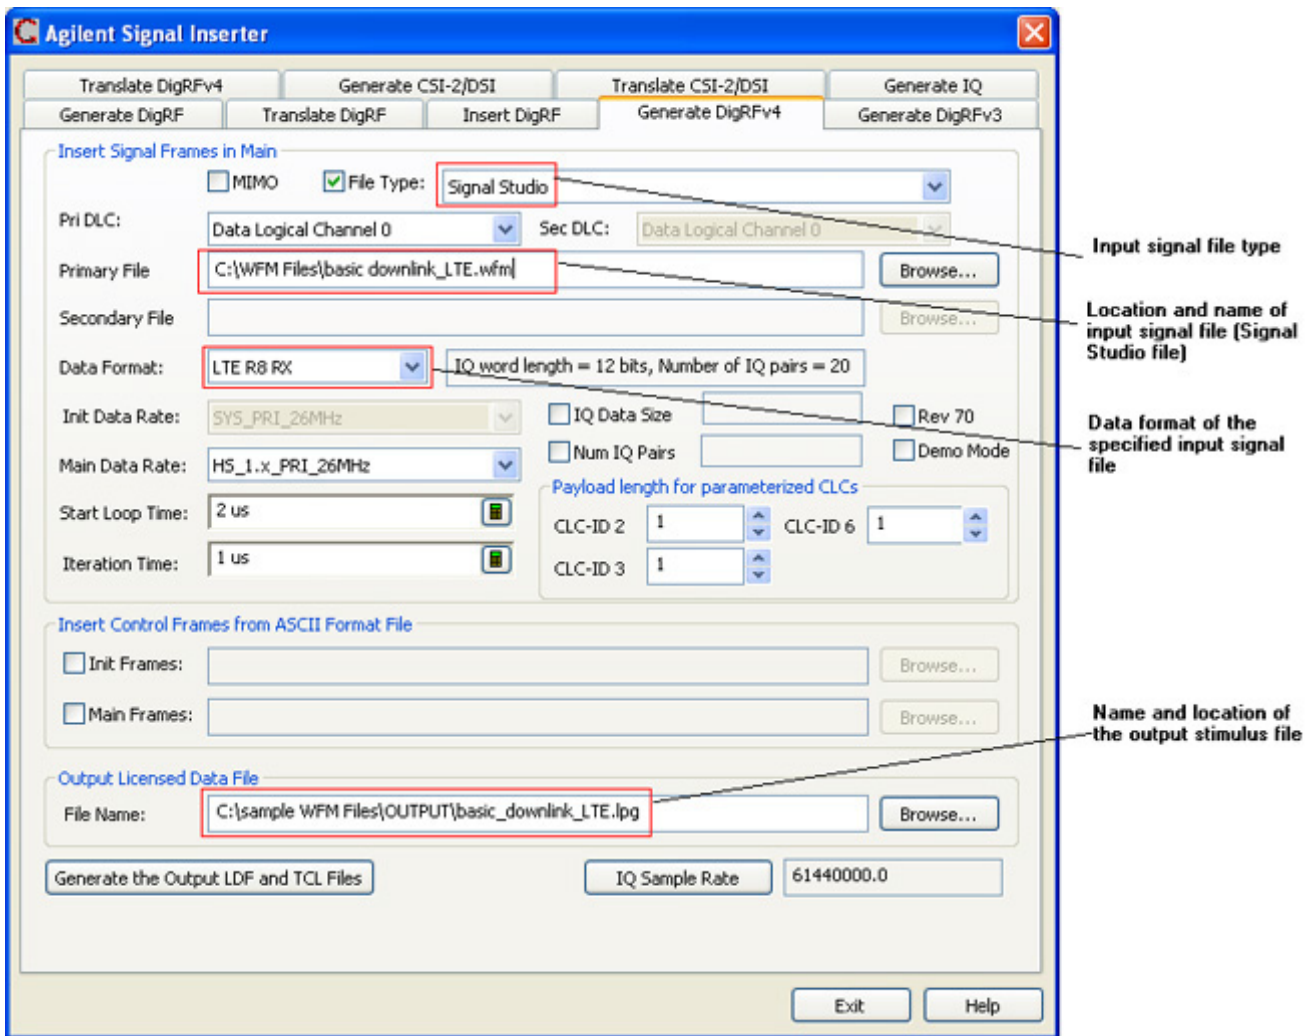 Agilent Signal Inserter
Translate DigRFv4 Generate CSI-2/DSI Translate CSI-2/DSI Generate IQ
Generate DigRF Translate DigRF Insert DigRF Generate DigRFv4 Generate DigRFv3
Insert Signal Frames in Main
MIMO File Type: Signal Studio
Pri DLC: Data Logical Channel 0 Sec DLC: Data Logical Channel 0
Primary File C:\WFM Files\basic downlink_LTE.wfm Browse...
Secondary File Browse...
Data Format: LTE R8 RX IQ word length = 12 bits, Number of IQ pairs = 20
Init Data Rate: SYS_PRI_26MHz IQ Data Size Rev 70
Main Data Rate: HS_1.x_PRI_26MHz Num IQ Pairs Demo Mode
Payload length for parameterized CLCs
Start Loop Time: 2 us CLC-ID 2 1 CLC-ID 6 1
Iteration Time: 1 us CLC-ID 3 1
Insert Control Frames from ASCII Format File
Init Frames: Browse...
Main Frames: Browse...
Output Licensed Data File
File Name: C:\sample WFM Files\OUTPUT\basic_downlink_LTE.lpg Browse...
Generate the Output LDF and TCL Files IQ Sample Rate 61440000.0
Exit Help
Input signal file type
Location and name of
input signal file (Signal
Studio file)
Data format of the
specified input signal
file
Name and location of
the output stimulus file